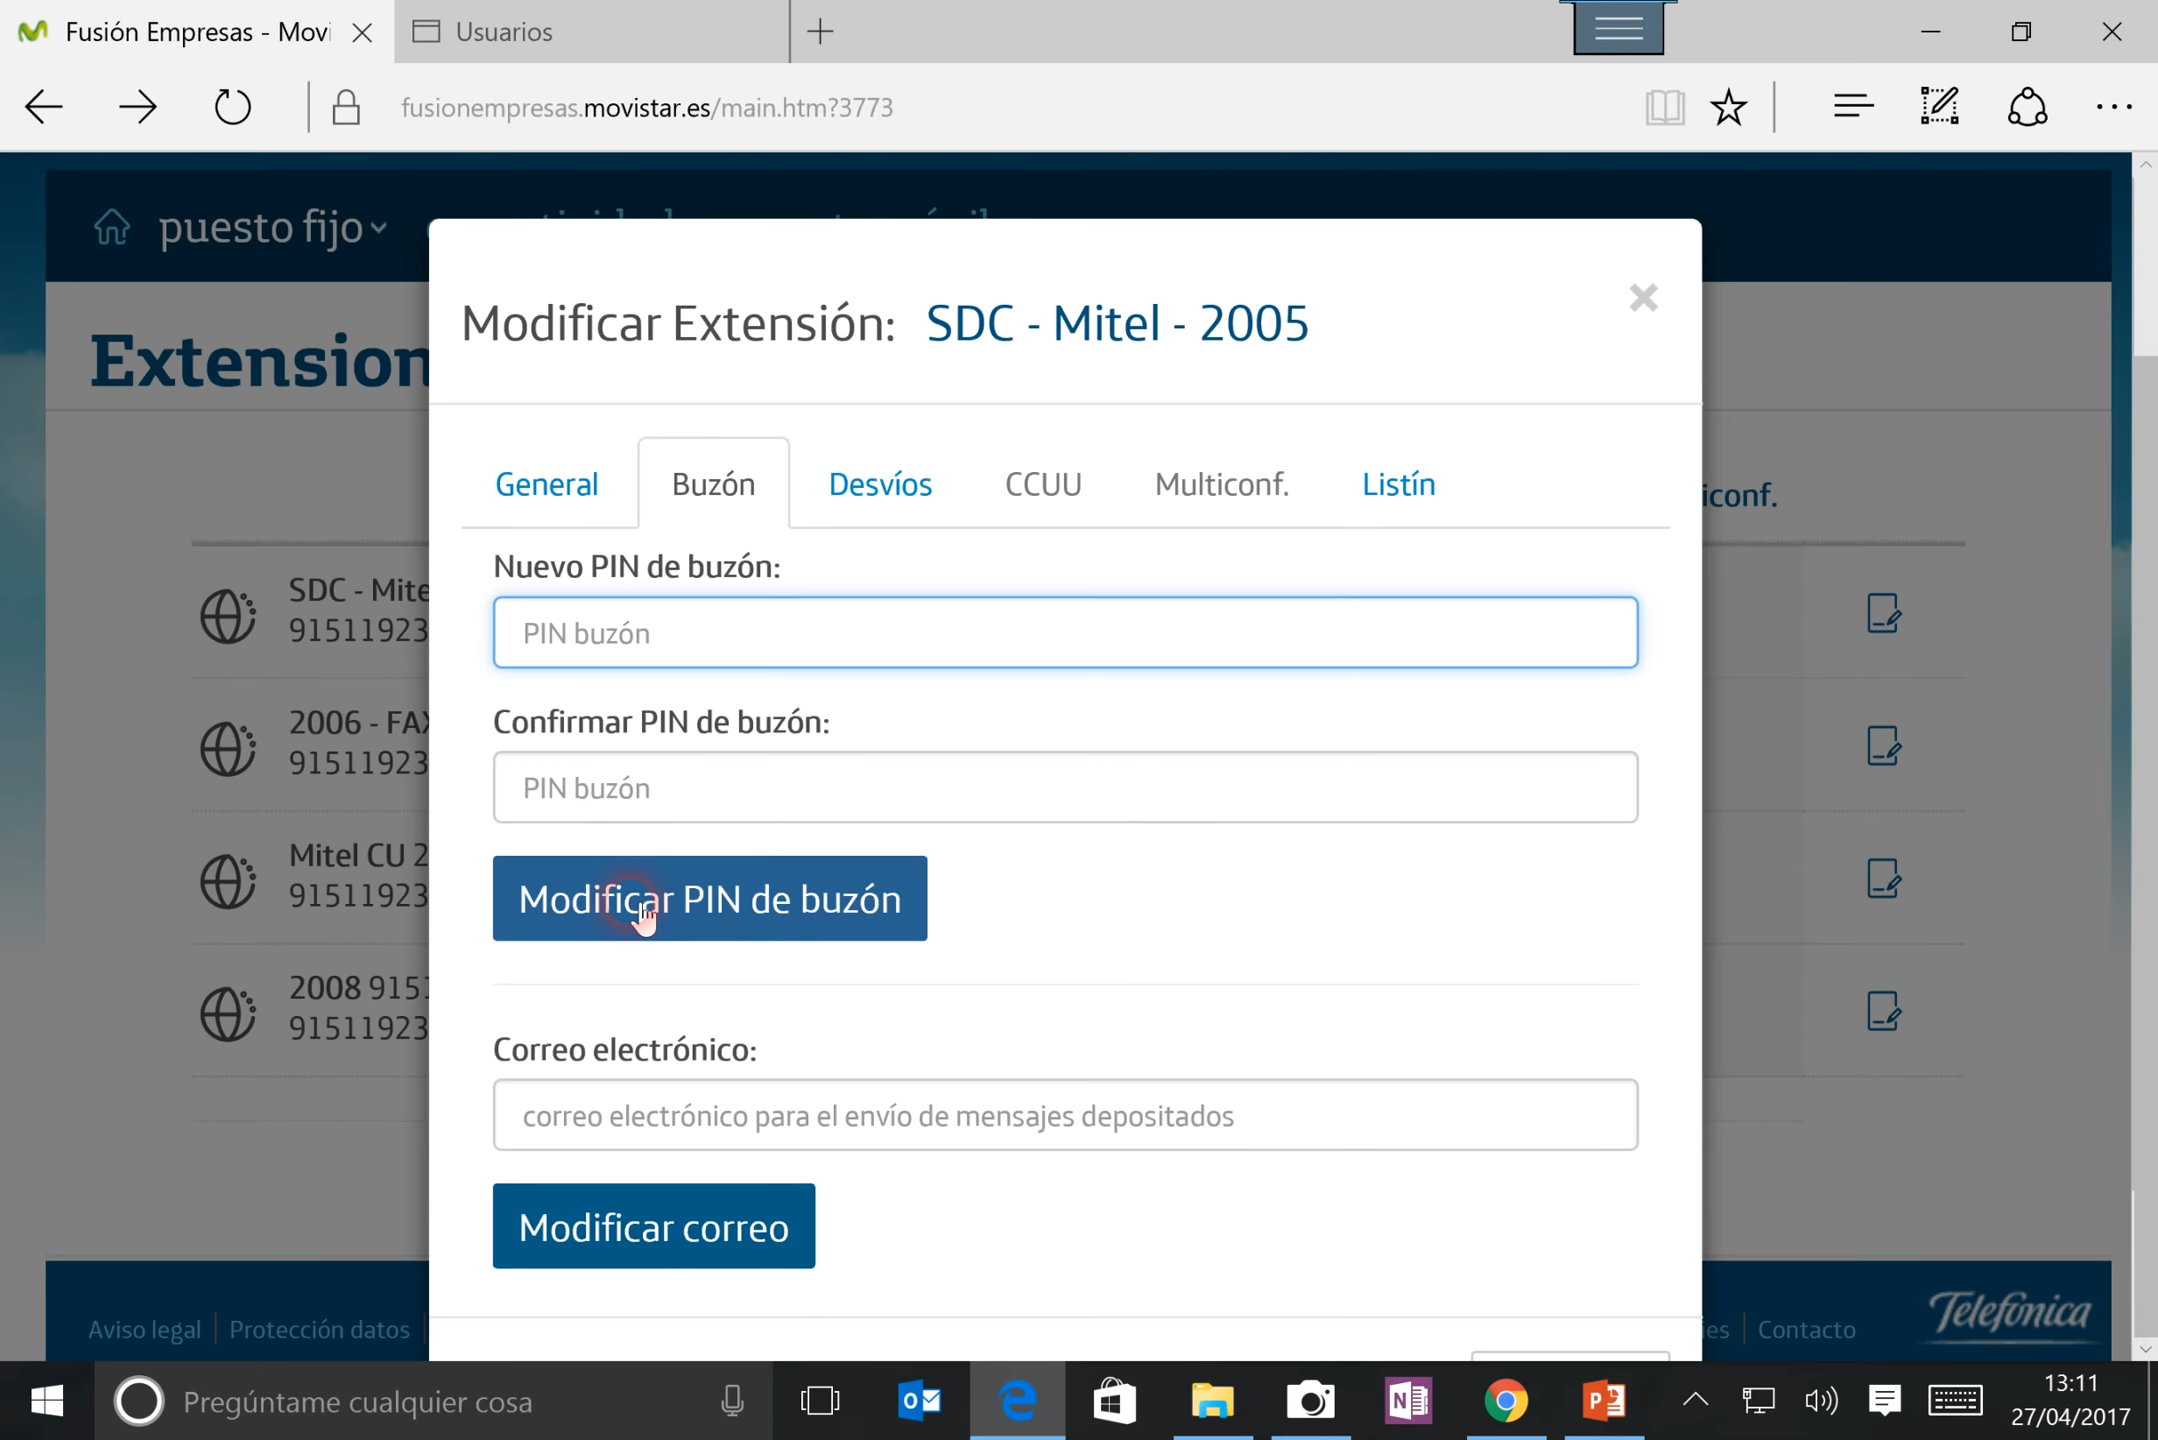 Fusión Empresas - Movi
Usuarios
fusionempresas.movistar.es/main.htm?3773
puesto fijo
Extension
Modificar Extensión: SDC - Mitel - 2005
General
Buzón
Desvíos
CCUU
Multiconf.
Listín
iconf.
Nuevo PIN de buzón:
PIN buzón
Confirmar PIN de buzón:
PIN buzón
Modificar PIN de buzón
Correo electrónico:
correo electrónico para el envío de mensajes depositados
Modificar correo
SDC - Mite
91511923
2006 - FAX
91511923
Mitel CU 2
91511923
2008 9151
91511923
Aviso legal
Protección datos
ies
Contacto
Telefónica
Pregúntame cualquier cosa
13:11
27/04/2017